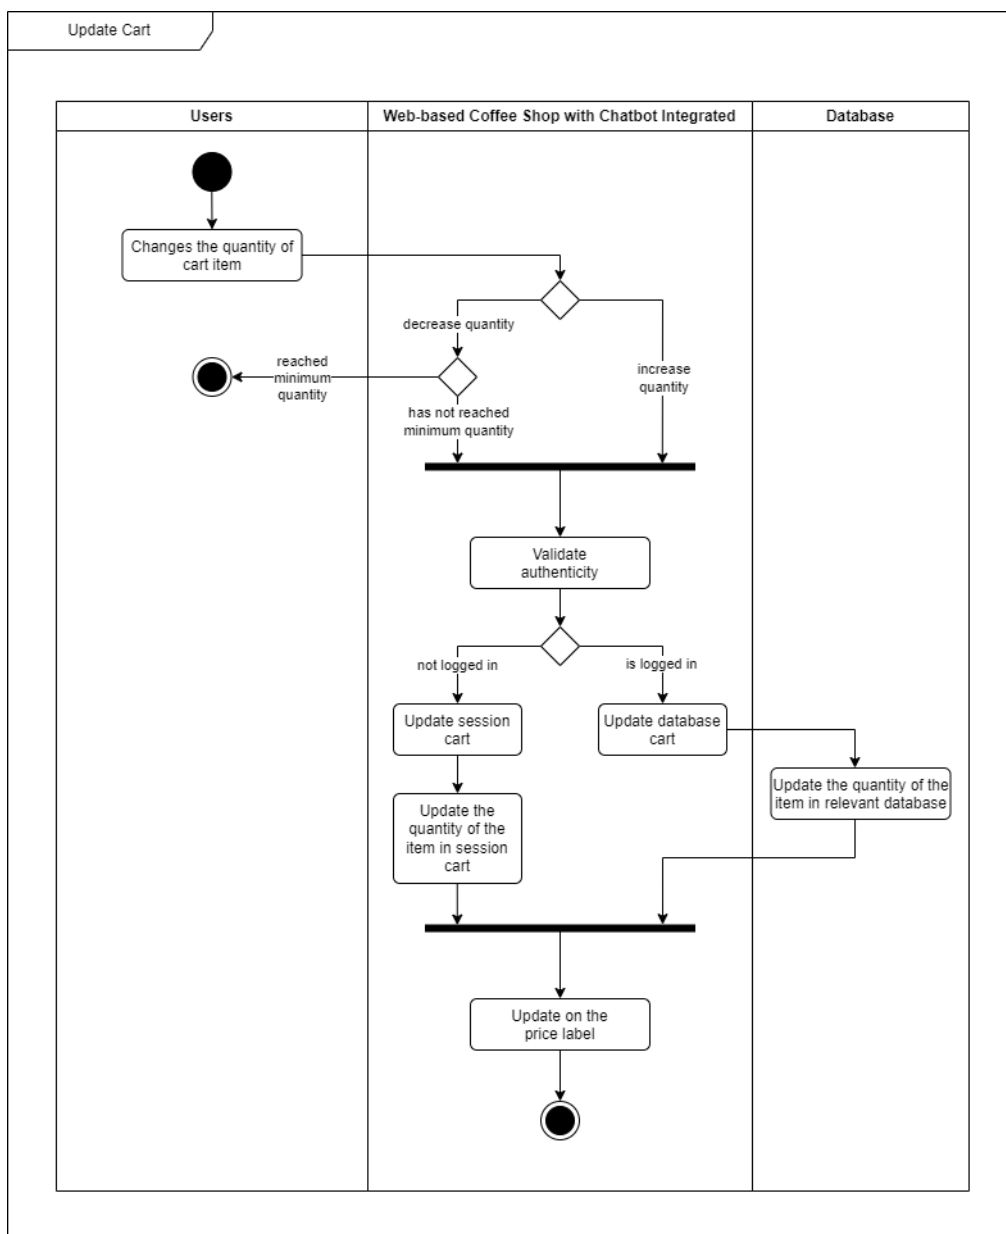 Update Cart
Users
Web-based Coffee Shop with Chatbot Integrated
Database
Changes the quantity of
cart item
decrease quantity
reached
minimum
quantity
increase
quantity
has not reached
minimum quantity
Validate
authenticity
not logged in
is logged in
Update session
cart
Update database
cart
Update the quantity of the
item in relevant database
Update the
quantity of the
item in session
cart
Update on the
price label